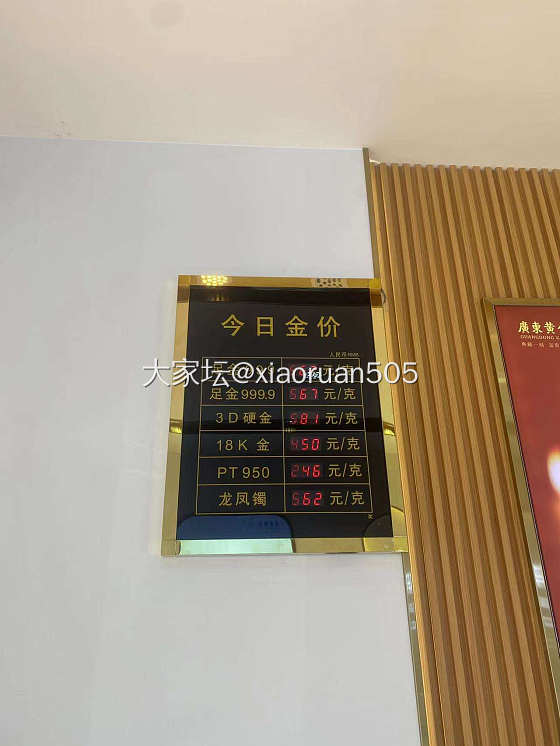 今日金价
人民币
大家坛@xiaoruan505
元/克
足金999.9 567 元/克
3D硬金 581 元/克
18K金 450 元/克
PT950 246 元/克
龙凤镯 562 元/克
廣東黄